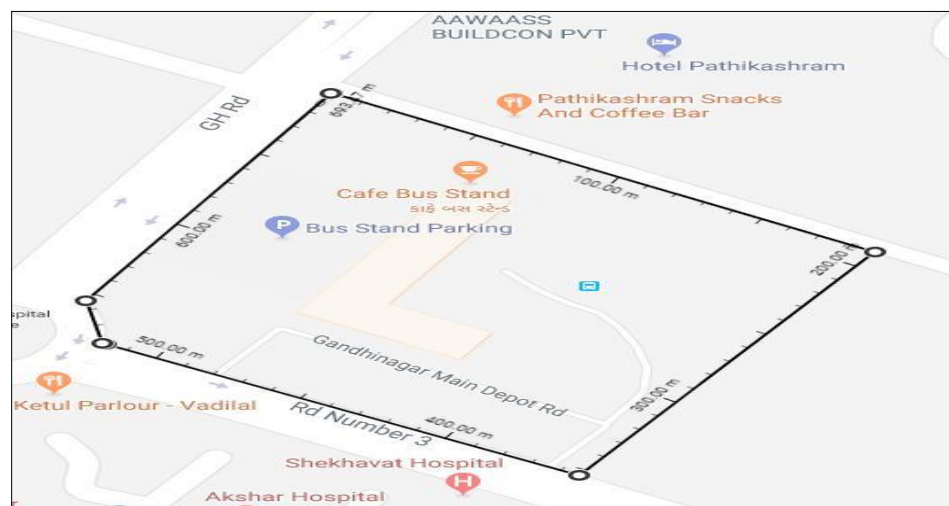 AAWAASS
BUILDCON PVT
Hotel Pathikashram
GH Rd
693.17 m
Pathikashram Snacks
And Coffee Bar
100.00 m
Cafe Bus Stand
કાફે બસ સ્ટેન્ડ
Bus Stand Parking
600.00 m
200.00 m
P
spital
e
500.00 m
Gandhinagar Main Depot Rd
300.00 m
Ketul Parlour - Vadilal
Rd Number 3
400.00 m
Shekhavat Hospital
H
Akshar Hospital